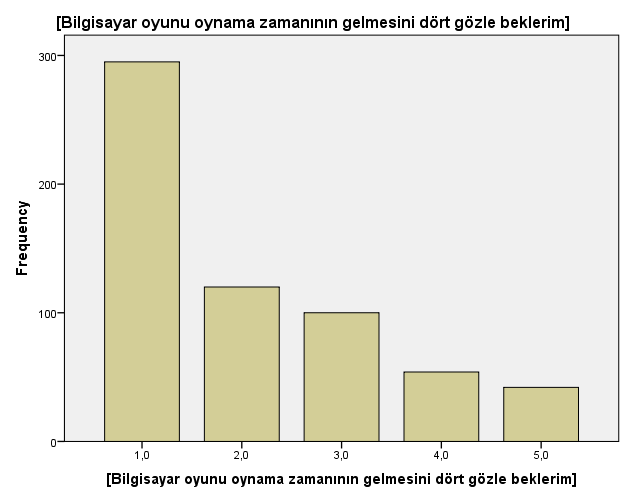 [Bilgisayar oyunu oynama zamanının gelmesini dört gözle beklerim]
300
200
100
0
Frequency
1,0 2,0 3,0 4,0 5,0
[Bilgisayar oyunu oynama zamanının gelmesini dört gözle beklerim]